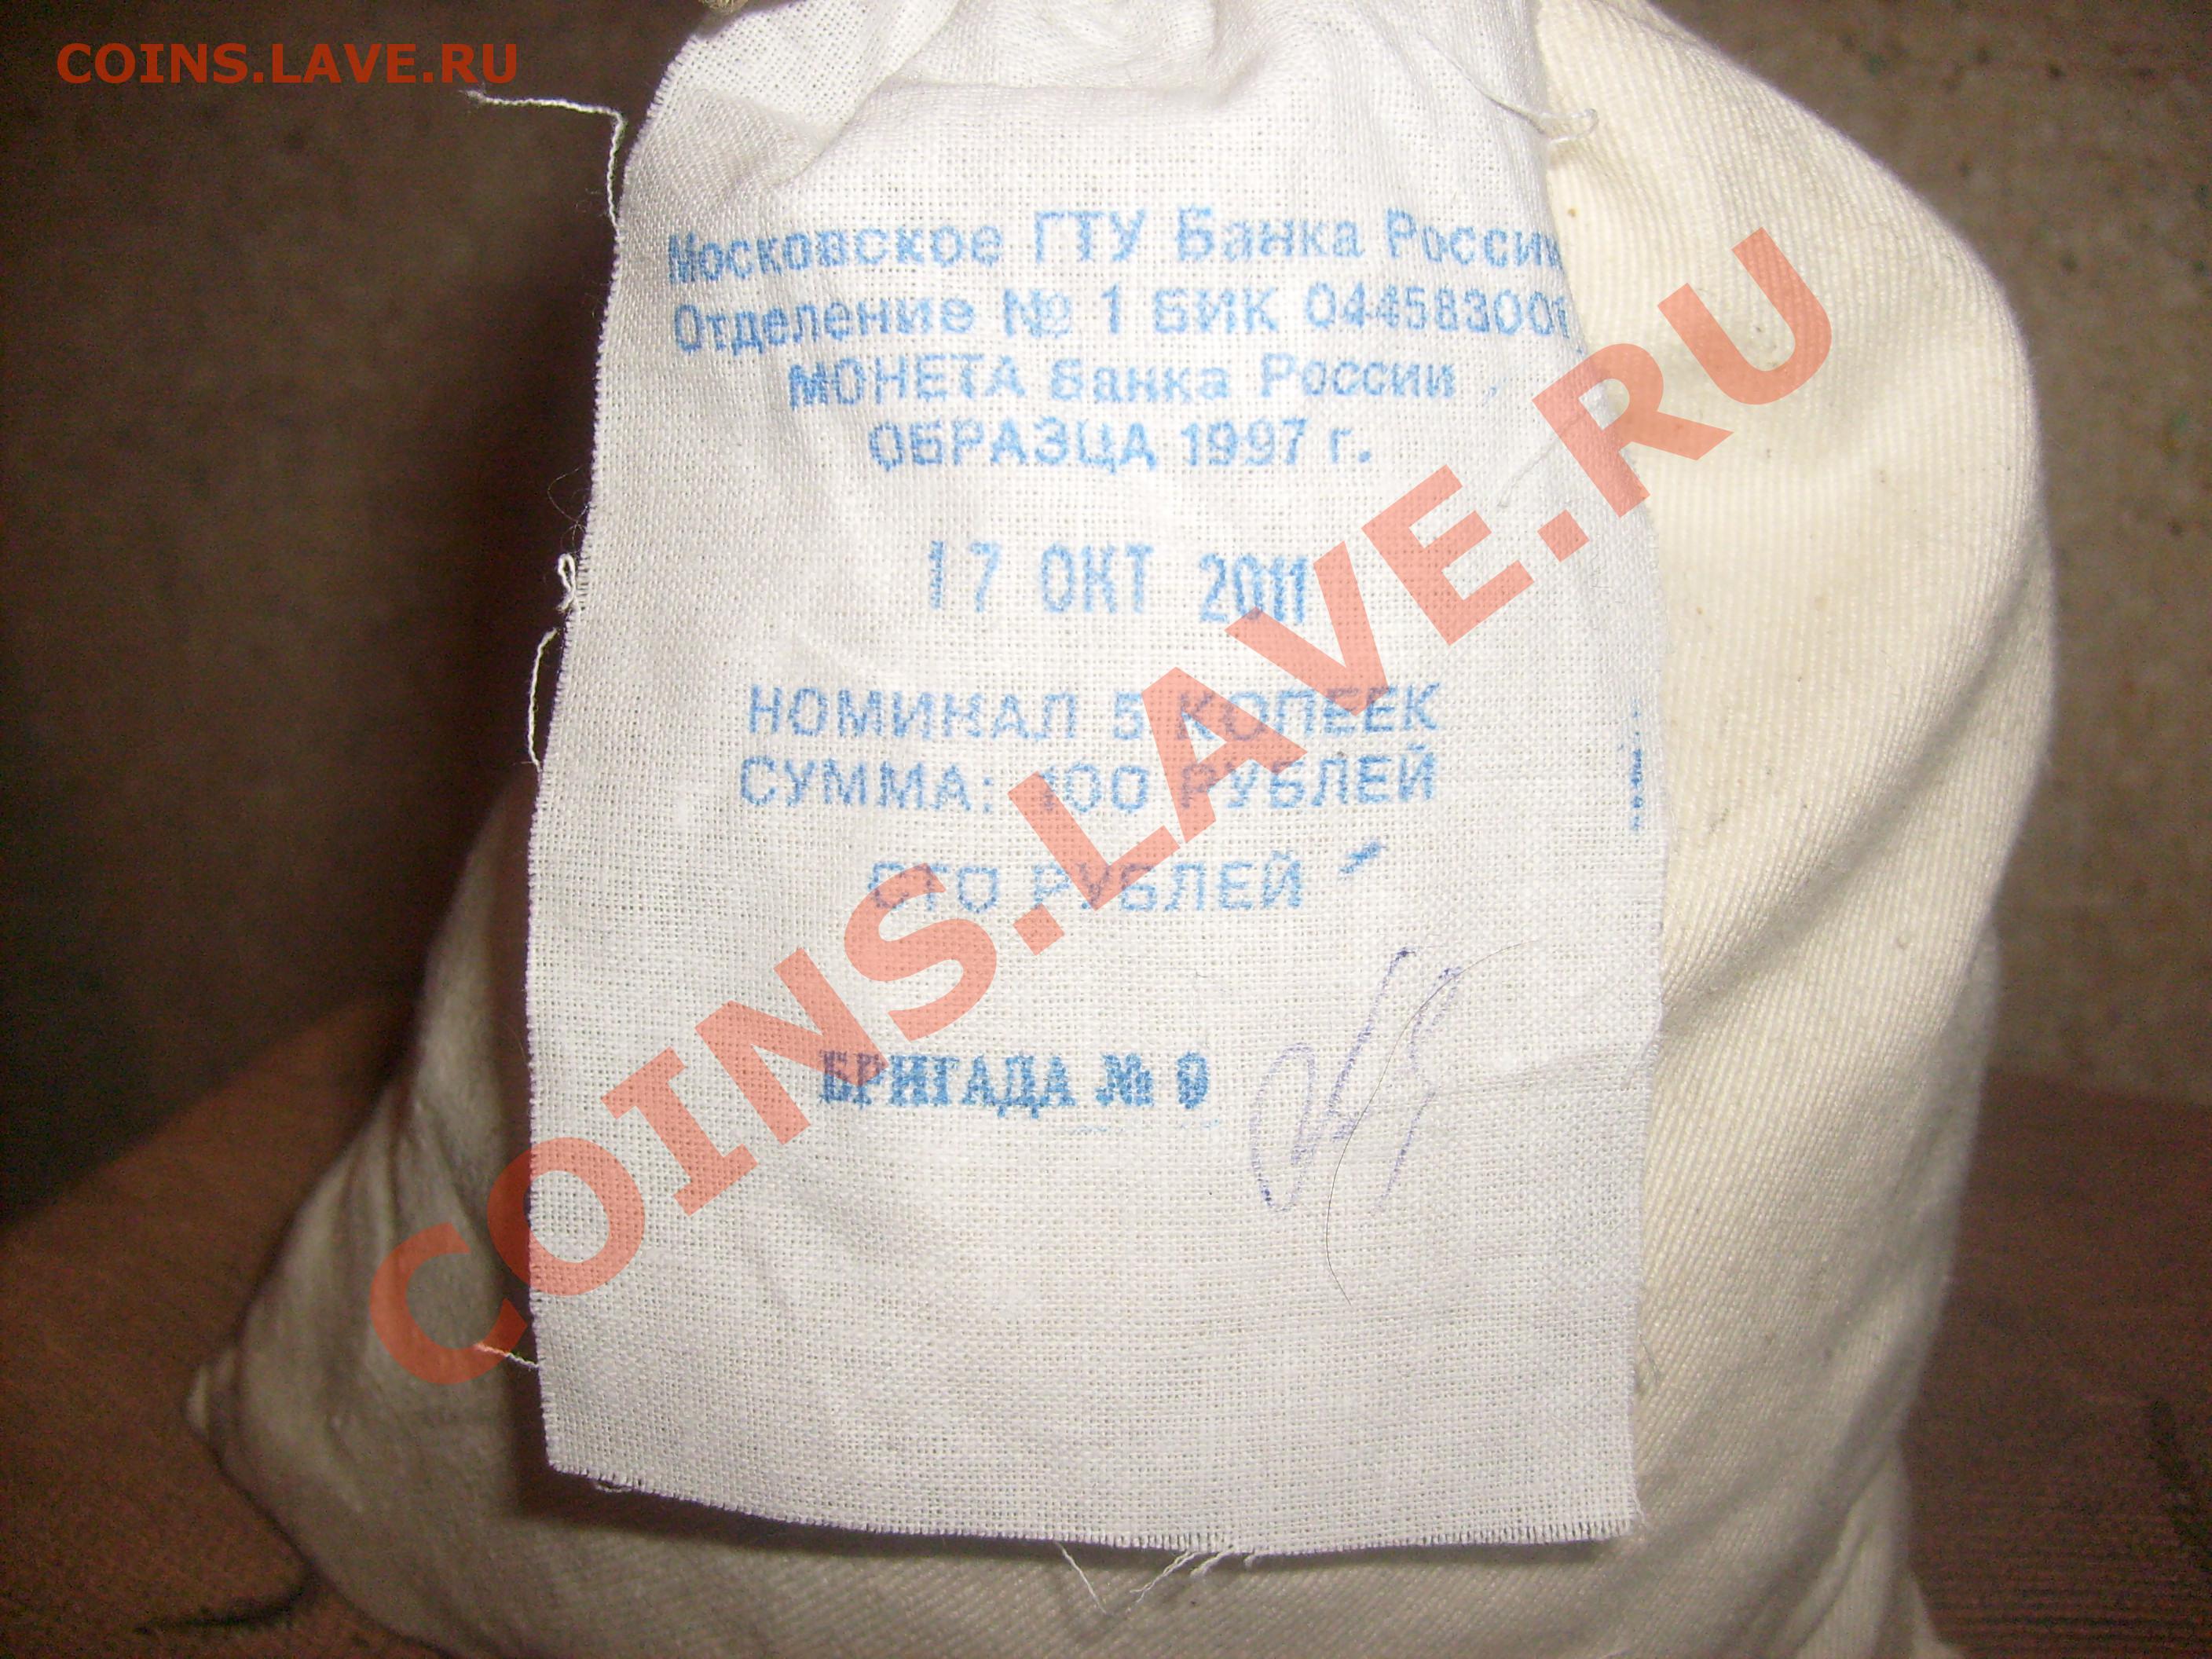 COINS.LAVE.RU
Московское ГТУ Банка России
Отделение № 1 БИК 044583001
МОНЕТА Банка России
ОБРАЗЦА 1997 г.
17 ОКТ 2011
НОМИНАЛ 5 КОПЕЕК
СУММА: 100 РУБЛЕЙ
СТО РУБЛЕЙ
БРИГАДА № 9
COINS.LAVE.RU